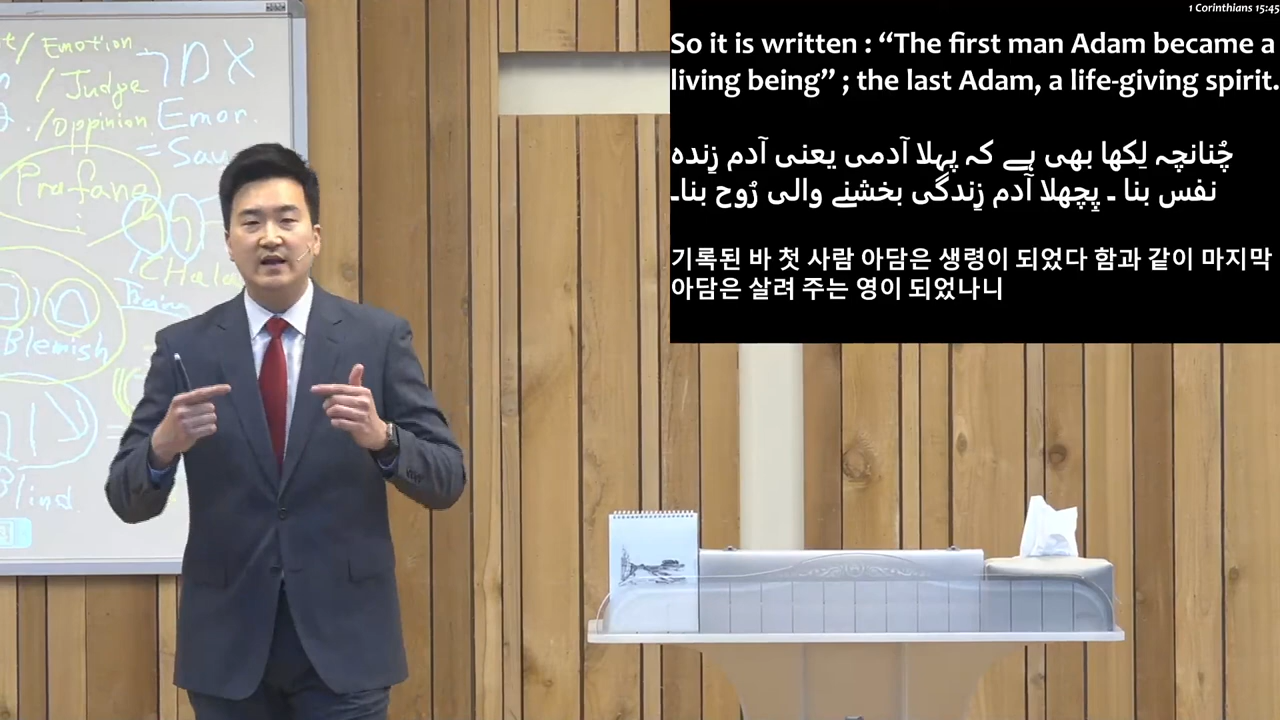 1 Corinthians 15:45
So it is written : “The first man Adam became a
living being” ; the last Adam, a life-giving spirit.
چُنانچہ لِکھا بھی ہے کہ پہلا آدمی یعنی آدم زِندہ
نفس بنا ۔ پِچھلا آدم زِندگی بخشنے والی رُوح بنا۔
기록된 바 첫 사람 아담은 생령이 되었다 함과 같이 마지막
아담은 살려 주는 영이 되었나니
/ Emotion
/ Judge
/ Oppinion
Emor.
= Sav
Profane
CHala
Blemish
Blind